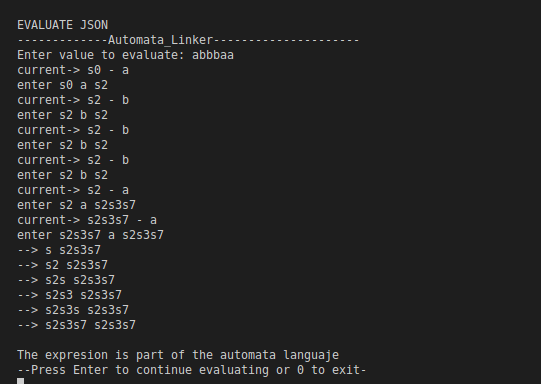 EVALUATE JSON
-------------Automata_Linker---------------------
Enter value to evaluate: abbbaa
current-> s0 - a
enter s0 a s2
current-> s2 - b
enter s2 b s2
current-> s2 - b
enter s2 b s2
current-> s2 - b
enter s2 b s2
current-> s2 - a
enter s2 a s2s3s7
current-> s2s3s7 - a
enter s2s3s7 a s2s3s7
--> s s2s3s7
--> s2 s2s3s7
--> s2s s2s3s7
--> s2s3 s2s3s7
--> s2s3s s2s3s7
--> s2s3s7 s2s3s7
The expresion is part of the automata languaje
--Press Enter to continue evaluating or 0 to exit-